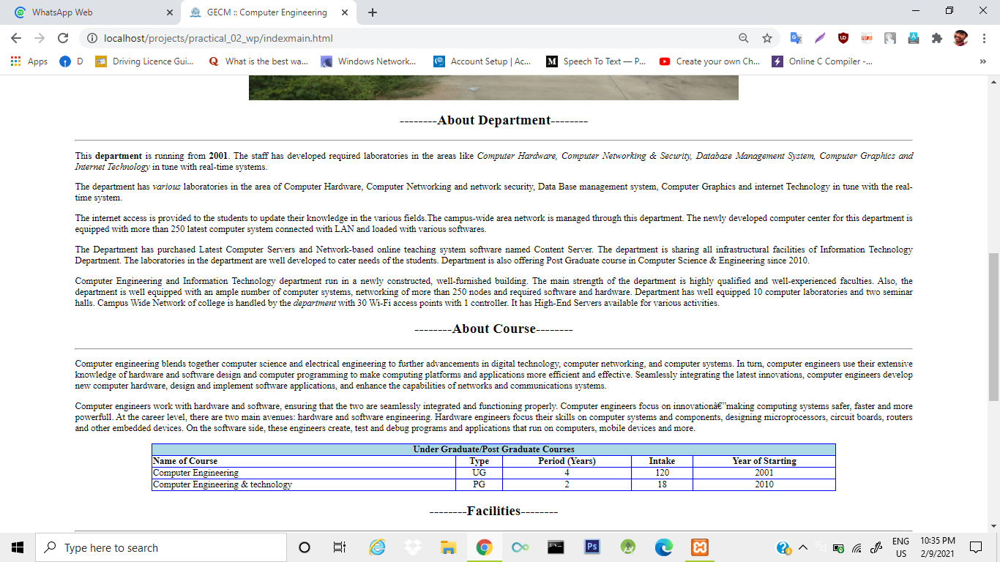 WhatsApp Web
GECM :: Computer Engineering
localhost/projects/practical_02_wp/indexmain.html
Apps D Driving Licence Gui... What is the best wa... Windows Network... Account Setup | Ac... Speech To Text — P... Create your own Ch... Online C Compiler -...
--------About Department--------
This department is running from 2001. The staff has developed required laboratories in the areas like Computer Hardware, Computer Networking & Security, Database Management System, Computer Graphics and
Internet Technology in tune with real-time systems.
The department has various laboratories in the area of Computer Hardware, Computer Networking and network security, Data Base management system, Computer Graphics and internet Technology in tune with the real-
time system.
The internet access is provided to the students to update their knowledge in the various fields.The campus-wide area network is managed through this department. The newly developed computer center for this department is
equipped with more than 250 latest computer system connected with LAN and loaded with various softwares.
The Department has purchased Latest Computer Servers and Network-based online teaching system software named Content Server. The department is sharing all infrastructural facilities of Information Technology
Department. The laboratories in the department are well developed to cater needs of the students. Department is also offering Post Graduate course in Computer Science & Engineering since 2010.
Computer Engineering and Information Technology department run in a newly constructed, well-furnished building. The main strength of the department is highly qualified and well-experienced faculties. Also, the
department is well equipped with an ample number of computer systems, networking of more than 250 nodes and required software and hardware. Department has well equipped 10 computer laboratories and two seminar
halls. Campus Wide Network of college is handled by the department with 30 Wi-Fi access points with 1 controller. It has High-End Servers available for various activities.
--------About Course--------
Computer engineering blends together computer science and electrical engineering to further advancements in digital technology, computer networking, and computer systems. In turn, computer engineers use their extensive
knowledge of hardware and software design and computer programming to make computing platforms and applications more efficient and effective. Seamlessly integrating the latest innovations, computer engineers develop
new computer hardware, design and implement software applications, and enhance the capabilities of networks and communications systems.
Computer engineers work with hardware and software, ensuring that the two are seamlessly integrated and functioning properly. Computer engineers focus on innovationâ€”making computing systems safer, faster and more
powerfull. At the career level, there are two main avenues: hardware and software engineering. Hardware engineers focus their skills on computer systems and components, designing microprocessors, circuit boards, routers
and other embedded devices. On the software side, these engineers create, test and debug programs and applications that run on computers, mobile devices and more.
Under Graduate/Post Graduate Courses
Name of Course Type Period (Years) Intake Year of Starting
Computer Engineering UG 4 120 2001
Computer Engineering & technology PG 2 18 2010
--------Facilities--------
Type here to search
ENG 10:35 PM
US 2/9/2021